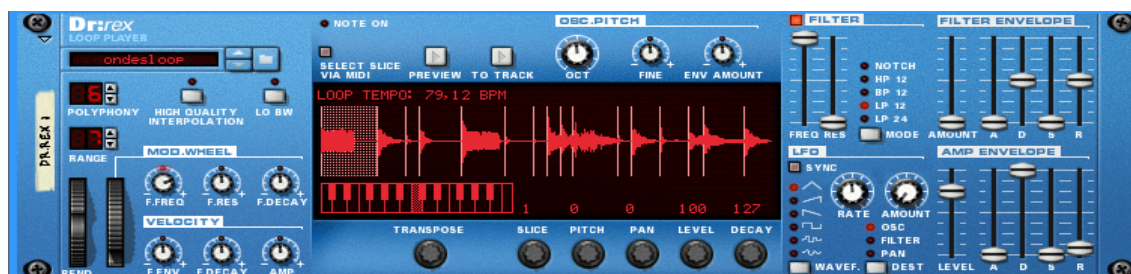 Dr:rex
LOOP PLAYER
ondesloop
POLYPHONY
6
HIGH QUALITY
INTERPOLATION
LO BW
RANGE
MOD.WHEEL
F.FREQ
F.RES
F.DECAY
VELOCITY
BEND
F.ENV
F.DECAY
AMP
DR.REX 1
NOTE ON
SELECT SLICE
VIA MIDI
PREVIEW
TO TRACK
OSC.PITCH
OCT
FINE
ENV AMOUNT
LOOP TEMPO: 79,12 BPM
1 0 0 100 127
TRANSPOSE
SLICE
PITCH
PAN
LEVEL
DECAY
FILTER
NOTCH
HP 12
BP 12
LP 12
LP 24
FREQ
RES
MODE
FILTER ENVELOPE
AMOUNT
A
D
S
R
LFO
SYNC
RATE
AMOUNT
OSC
FILTER
PAN
WAVEF.
DEST
AMP ENVELOPE
LEVEL
A
D
S
R